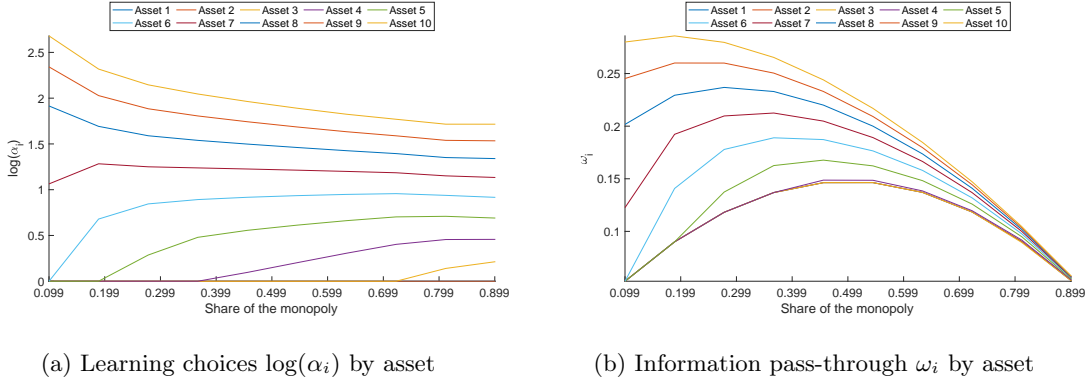 Asset 1 Asset 2 Asset 3 Asset 4 Asset 5
Asset 6 Asset 7 Asset 8 Asset 9 Asset 10
2.5
2
1.5
1
0.5
0
log(αi)
0.099 0.199 0.299 0.399 0.499 0.599 0.699 0.799 0.899
Share of the monopoly
(a) Learning choices log(αi) by asset
Asset 1 Asset 2 Asset 3 Asset 4 Asset 5
Asset 6 Asset 7 Asset 8 Asset 9 Asset 10
0.25
0.2
0.15
0.1
ωi
0.099 0.199 0.299 0.399 0.499 0.599 0.699 0.799 0.899
Share of the monopoly
(b) Information pass-through ωi by asset